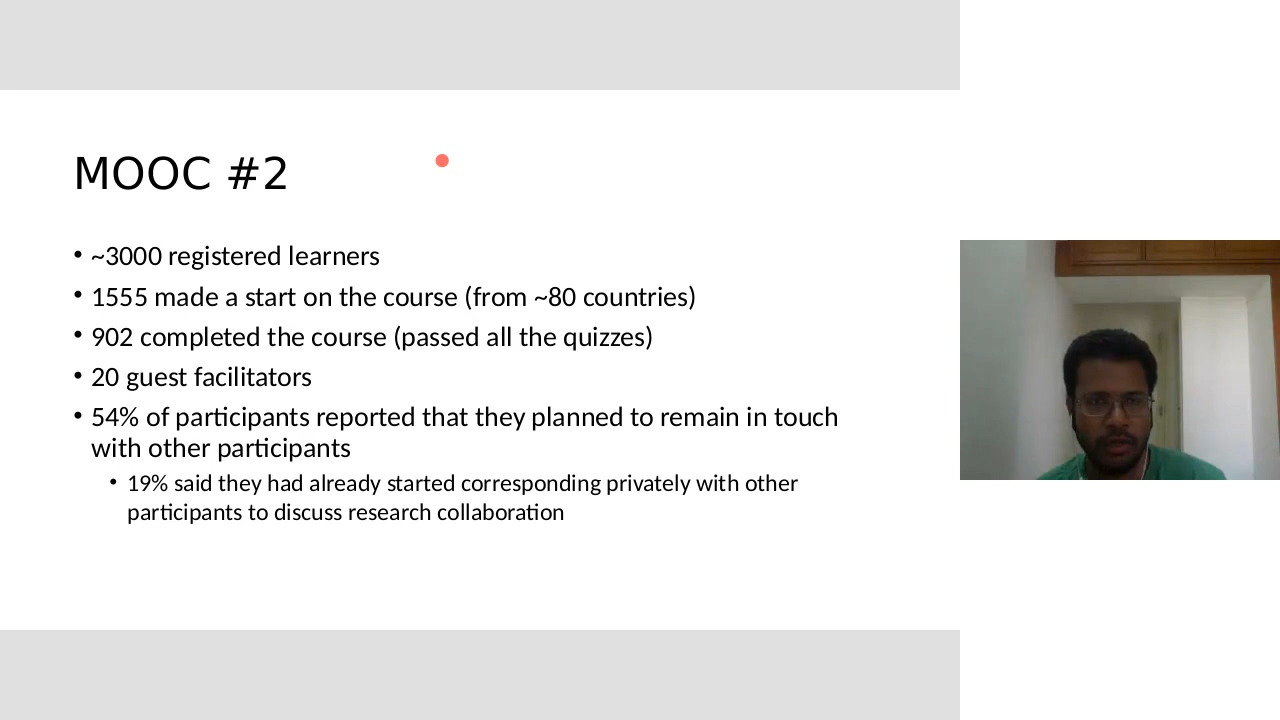 MOOC #2
• ~3000 registered learners
• 1555 made a start on the course (from ~80 countries)
• 902 completed the course (passed all the quizzes)
• 20 guest facilitators
• 54% of participants reported that they planned to remain in touch
with other participants
• 19% said they had already started corresponding privately with other
participants to discuss research collaboration